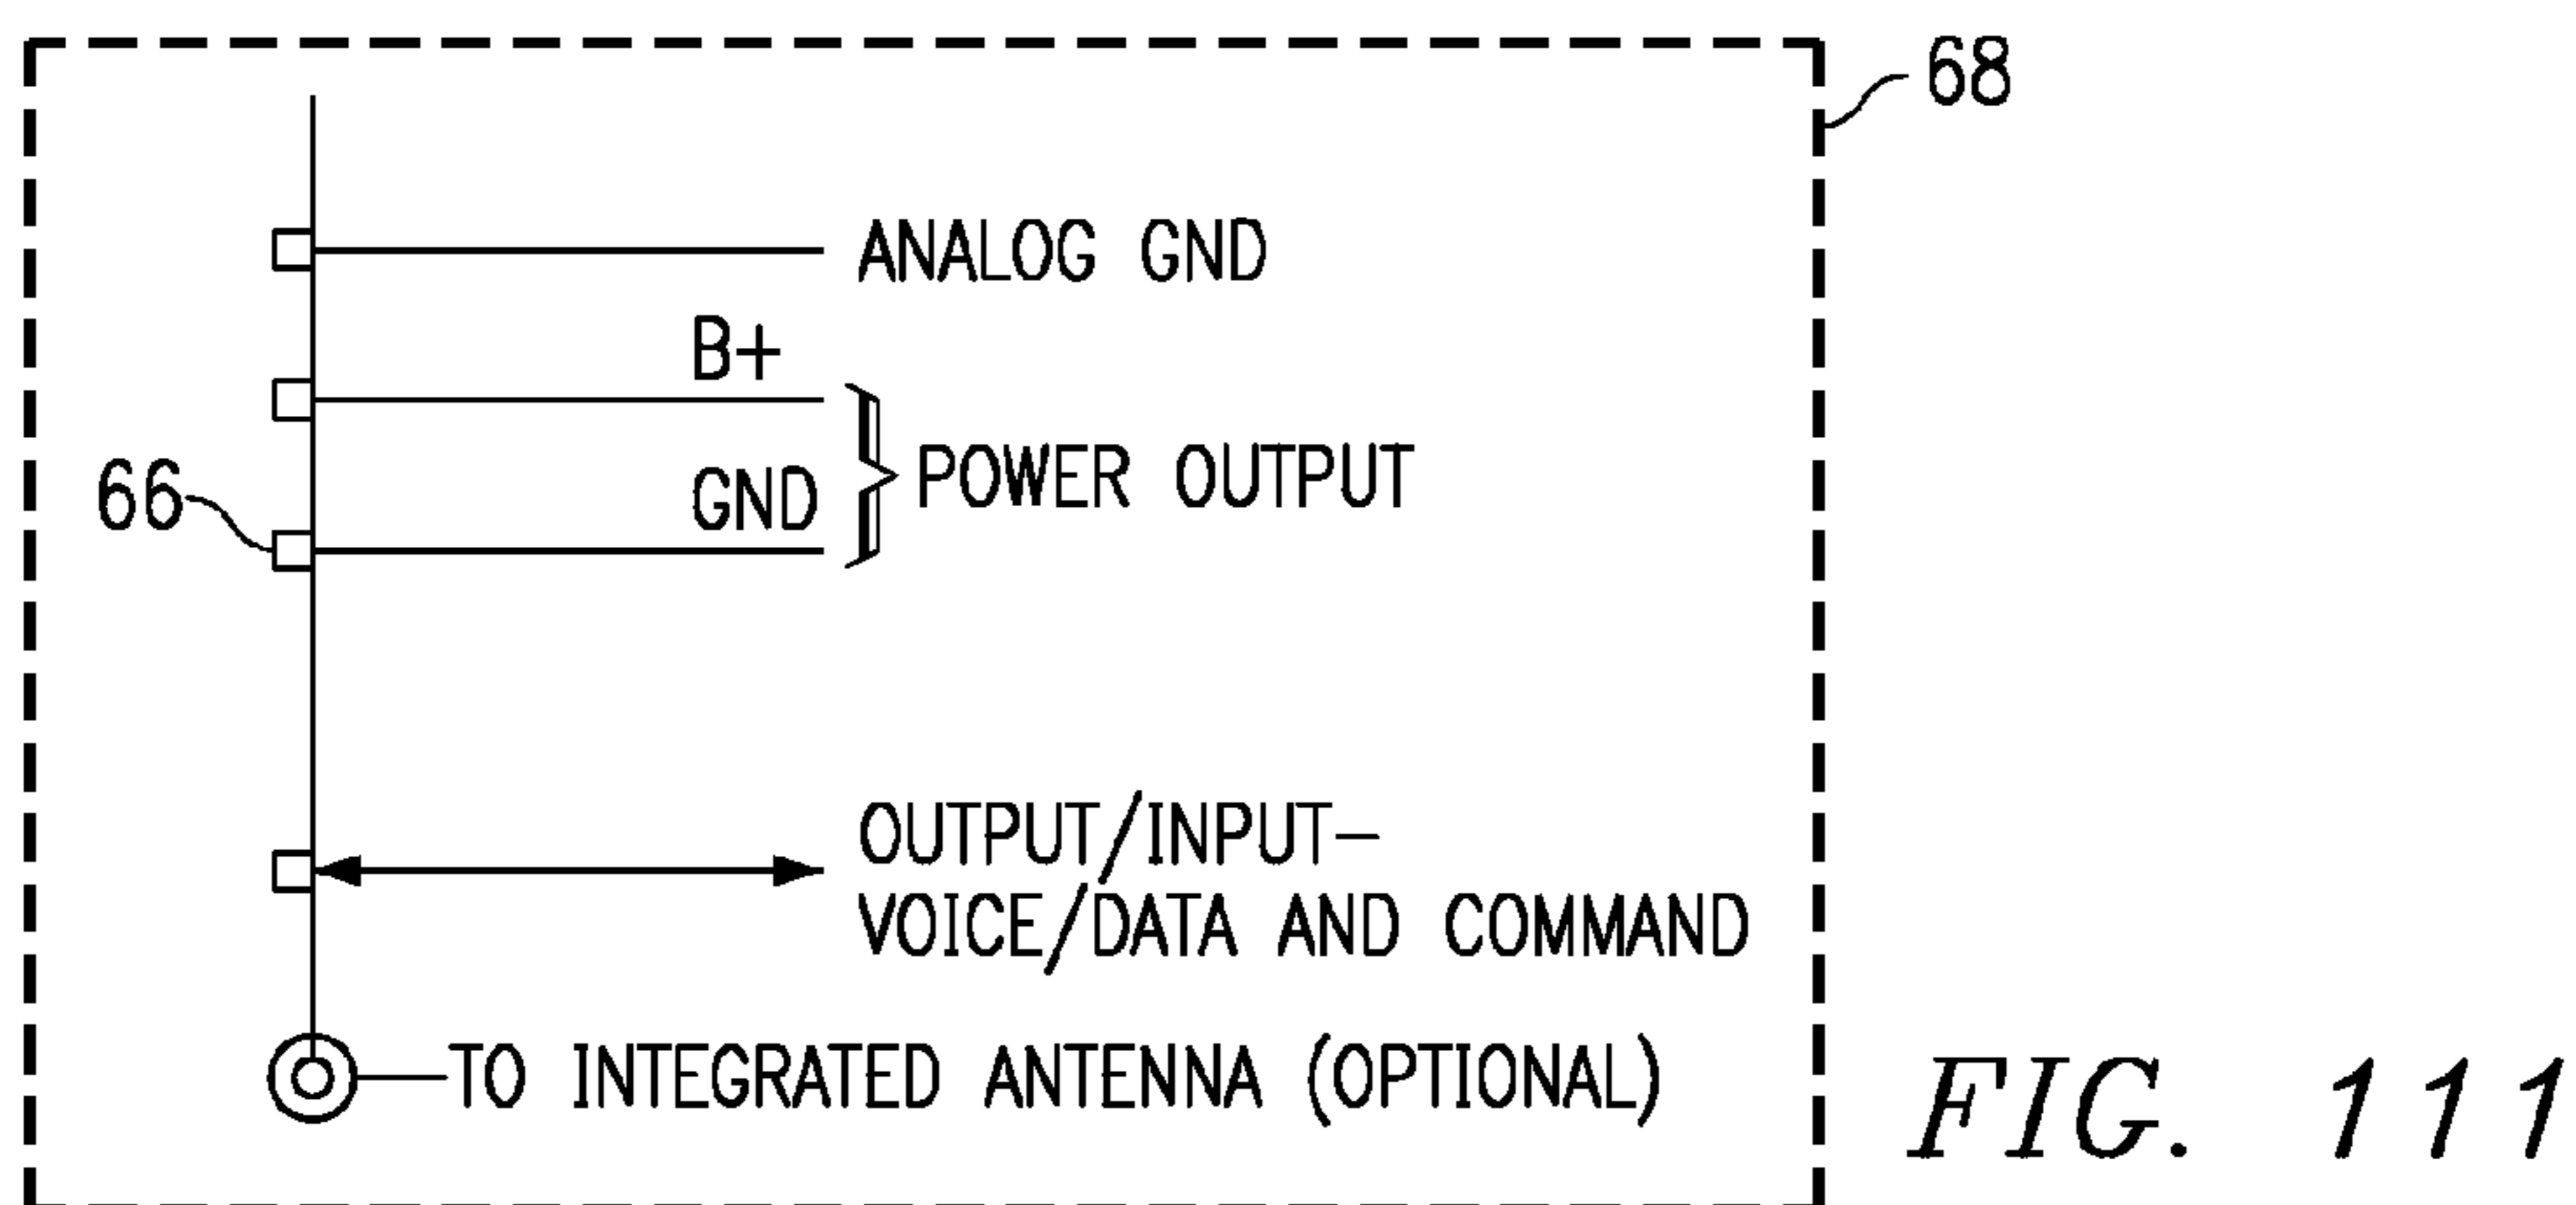 68
ANALOG GND
B+
66
GND
POWER OUTPUT
OUTPUT/INPUT-
VOICE/DATA AND COMMAND
TO INTEGRATED ANTENNA (OPTIONAL)
FIG. 111